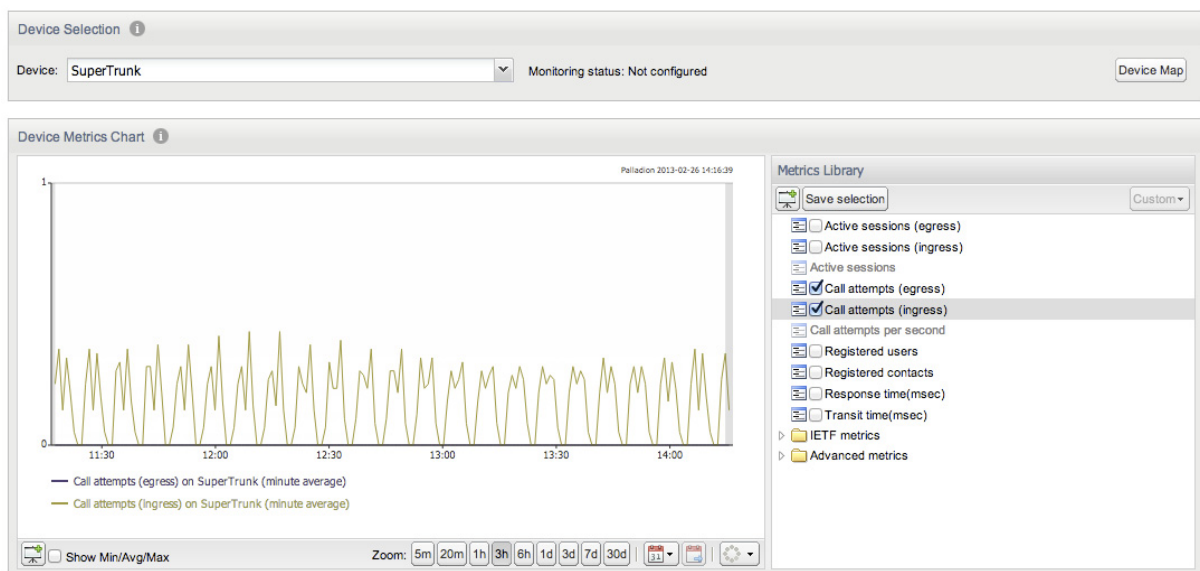 Device Selection i
Device: SuperTrunk Monitoring status: Not configured Device Map
Device Metrics Chart i
Palladion 2013-02-26 14:16:39
1
0
11:30 12:00 12:30 13:00 13:30 14:00
Call attempts (egress) on SuperTrunk (minute average)
Call attempts (ingress) on SuperTrunk (minute average)
Show Min/Avg/Max Zoom: 5m 20m 1h 3h 6h 1d 3d 7d 30d 31
Metrics Library
Save selection Custom
Active sessions (egress)
Active sessions (ingress)
Active sessions
Call attempts (egress)
Call attempts (ingress)
Call attempts per second
Registered users
Registered contacts
Response time(msec)
Transit time(msec)
IETF metrics
Advanced metrics